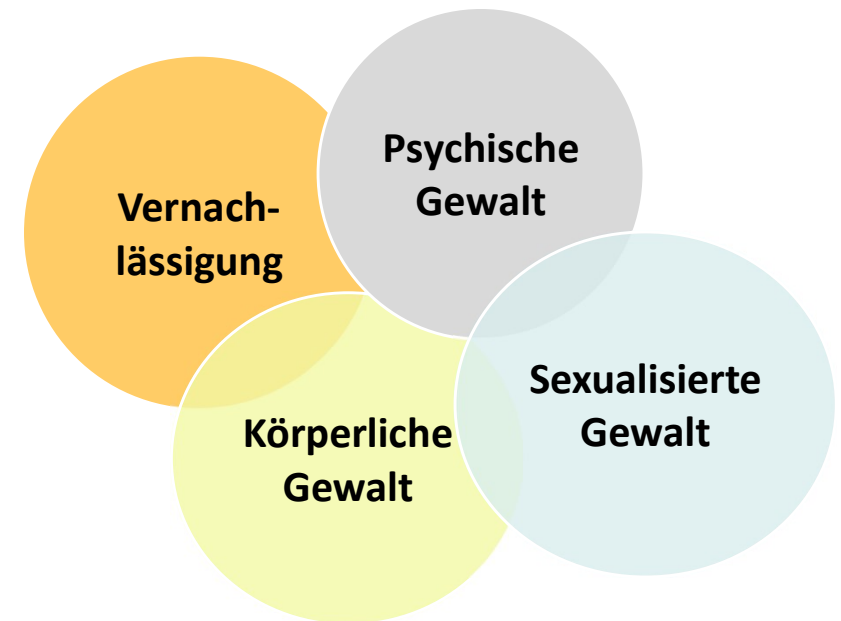 Psychische
Gewalt
Vernach-
lässigung
Sexualisierte
Gewalt
Körperliche
Gewalt